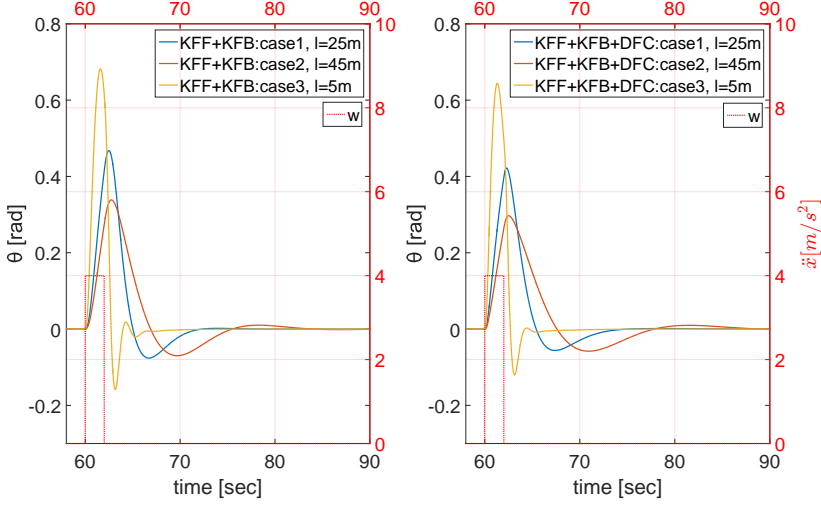 60 70 80 90
0.8
0.6
0.4
0.2
0
-0.2
θ [rad]
10
8
6
4
2
0
KFF+KFB:case1, l=25m
KFF+KFB:case2, l=45m
KFF+KFB:case3, l=5m
w
60 70 80 90
time [sec]
60 70 80 90
0.8
0.6
0.4
0.2
0
-0.2
θ [rad]
10
8
6
4
2
0
ẍ[m/s²]
KFF+KFB+DFC:case1, l=25m
KFF+KFB+DFC:case2, l=45m
KFF+KFB+DFC:case3, l=5m
w
60 70 80 90
time [sec]